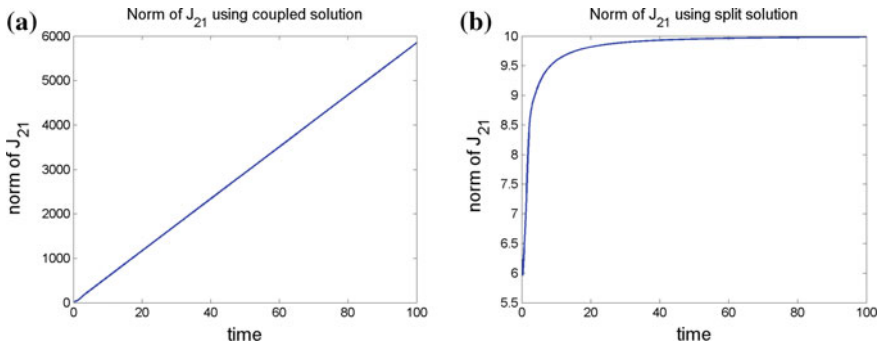 (a)
Norm of J21 using coupled solution
6000
5000
4000
3000
2000
1000
0
norm of J21
0 20 40 60 80 100
time
(b)
Norm of J21 using split solution
10
9.5
9
8.5
8
7.5
7
6.5
6
5.5
norm of J21
0 20 40 60 80 100
time